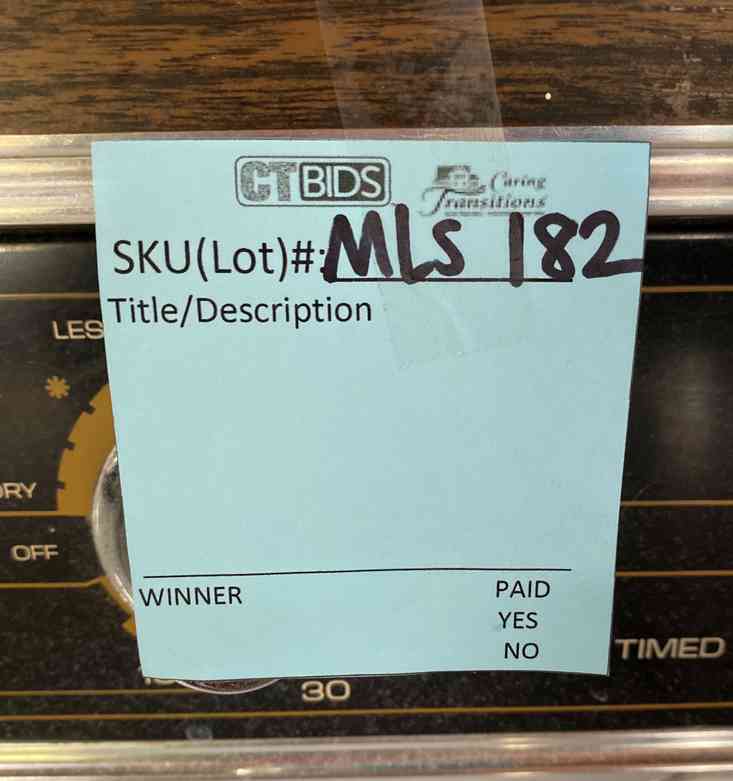 CTBIDS Caring Transitions
SKU(Lot)#: MLS 182
Title/Description
LES
DRY
OFF
WINNER PAID
YES
NO
TIMED
30